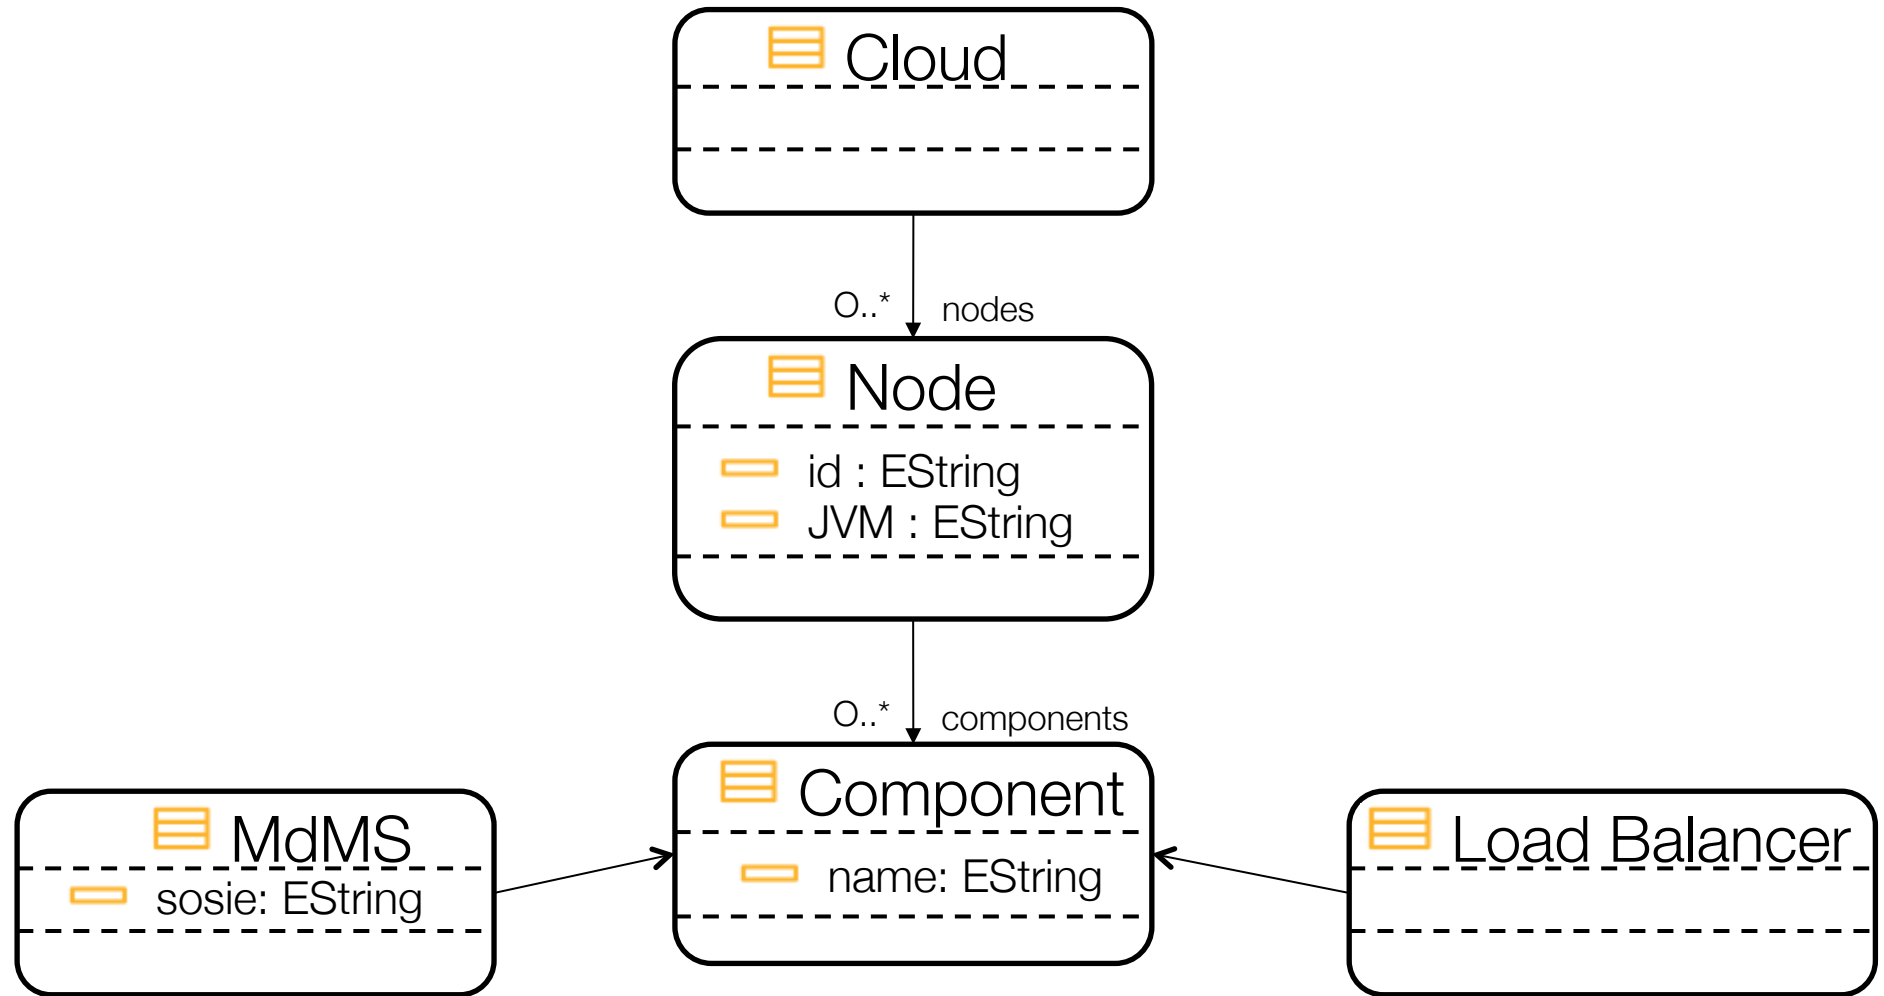 Cloud
O..* nodes
Node
id : EString
JVM : EString
O..* components
Component
name: EString
MdMS
sosie: EString
Load Balancer